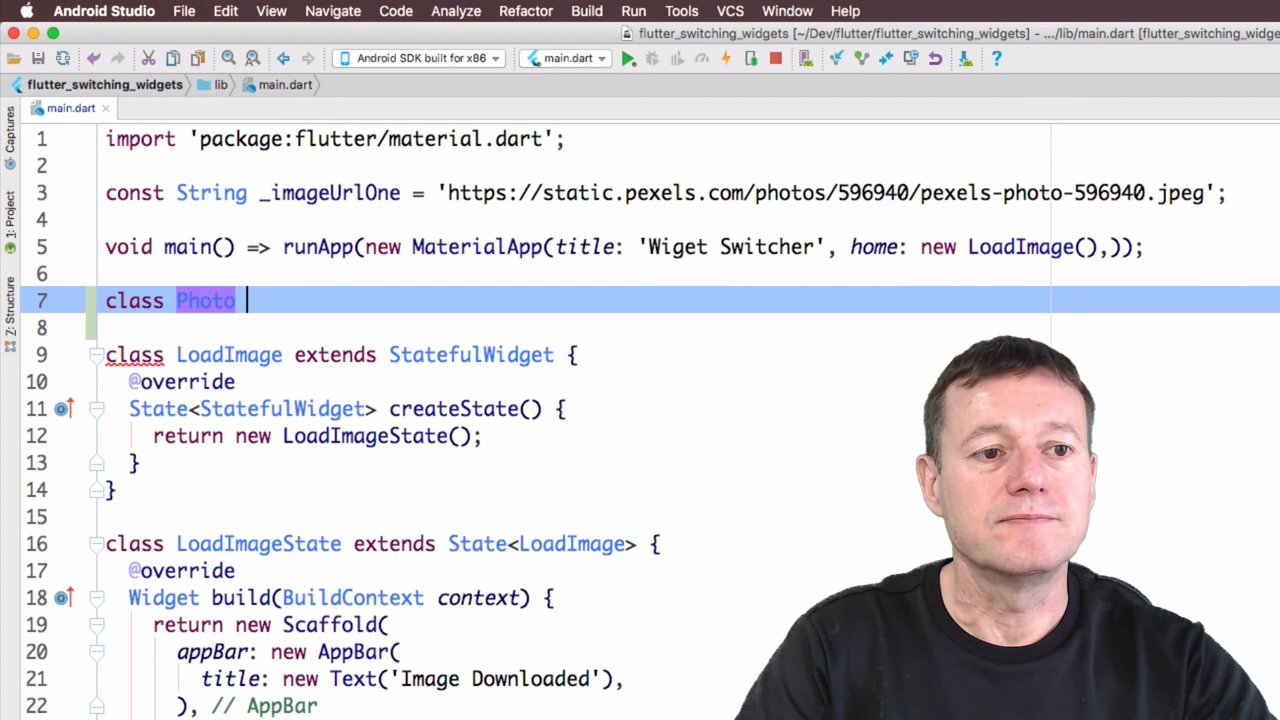 Android Studio File Edit View Navigate Code Analyze Refactor Build Run Tools VCS Window Help
flutter_switching_widgets [~/Dev/flutter/flutter_switching_widgets] - .../lib/main.dart [flutter_switching_widge
Android SDK built for x86 main.dart
flutter_switching_widgets lib main.dart
main.dart
Captures
1: Project
Z: Structure
1 import 'package:flutter/material.dart';
2
3 const String _imageUrlOne = 'https://static.pexels.com/photos/596940/pexels-photo-596940.jpeg';
4
5 void main() => runApp(new MaterialApp(title: 'Wiget Switcher', home: new LoadImage(),));
6
7 class Photo
8
9 class LoadImage extends StatefulWidget {
10 @override
11 State<StatefulWidget> createState() {
12 return new LoadImageState();
13 }
14 }
15
16 class LoadImageState extends State<LoadImage> {
17 @override
18 Widget build(BuildContext context) {
19 return new Scaffold(
20 appBar: new AppBar(
21 title: new Text('Image Downloaded'),
22 ), // AppBar